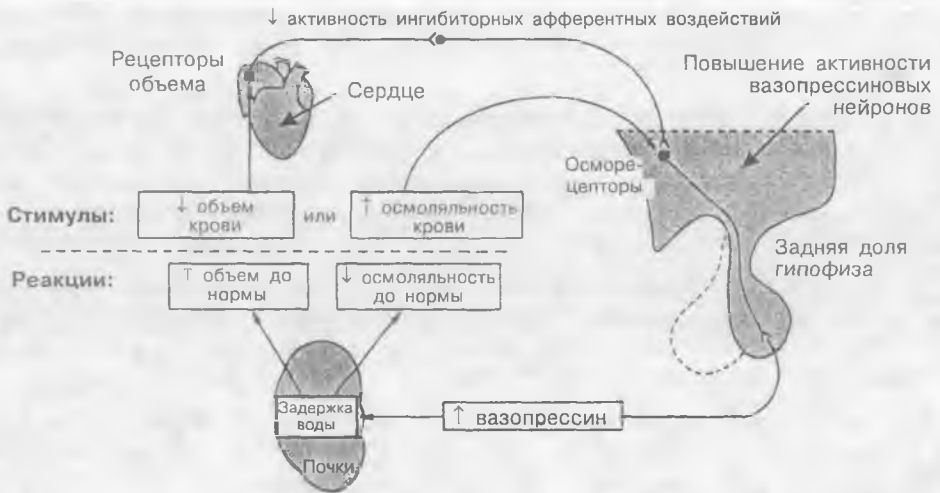 ↓ активность ингибиторных афферентных воздействий
Рецепторы
объема
Сердце
Повышение активности
вазопрессиновых
нейронов
Осморе-
цепторы
Стимулы:
↓ объем
крови
или
↑ осмоляльность
крови
Задняя доля
гипофиза
Реакции:
↑ объем до
нормы
↓ осмоляльность
до нормы
Задержка
воды
↑ вазопрессин
Почки